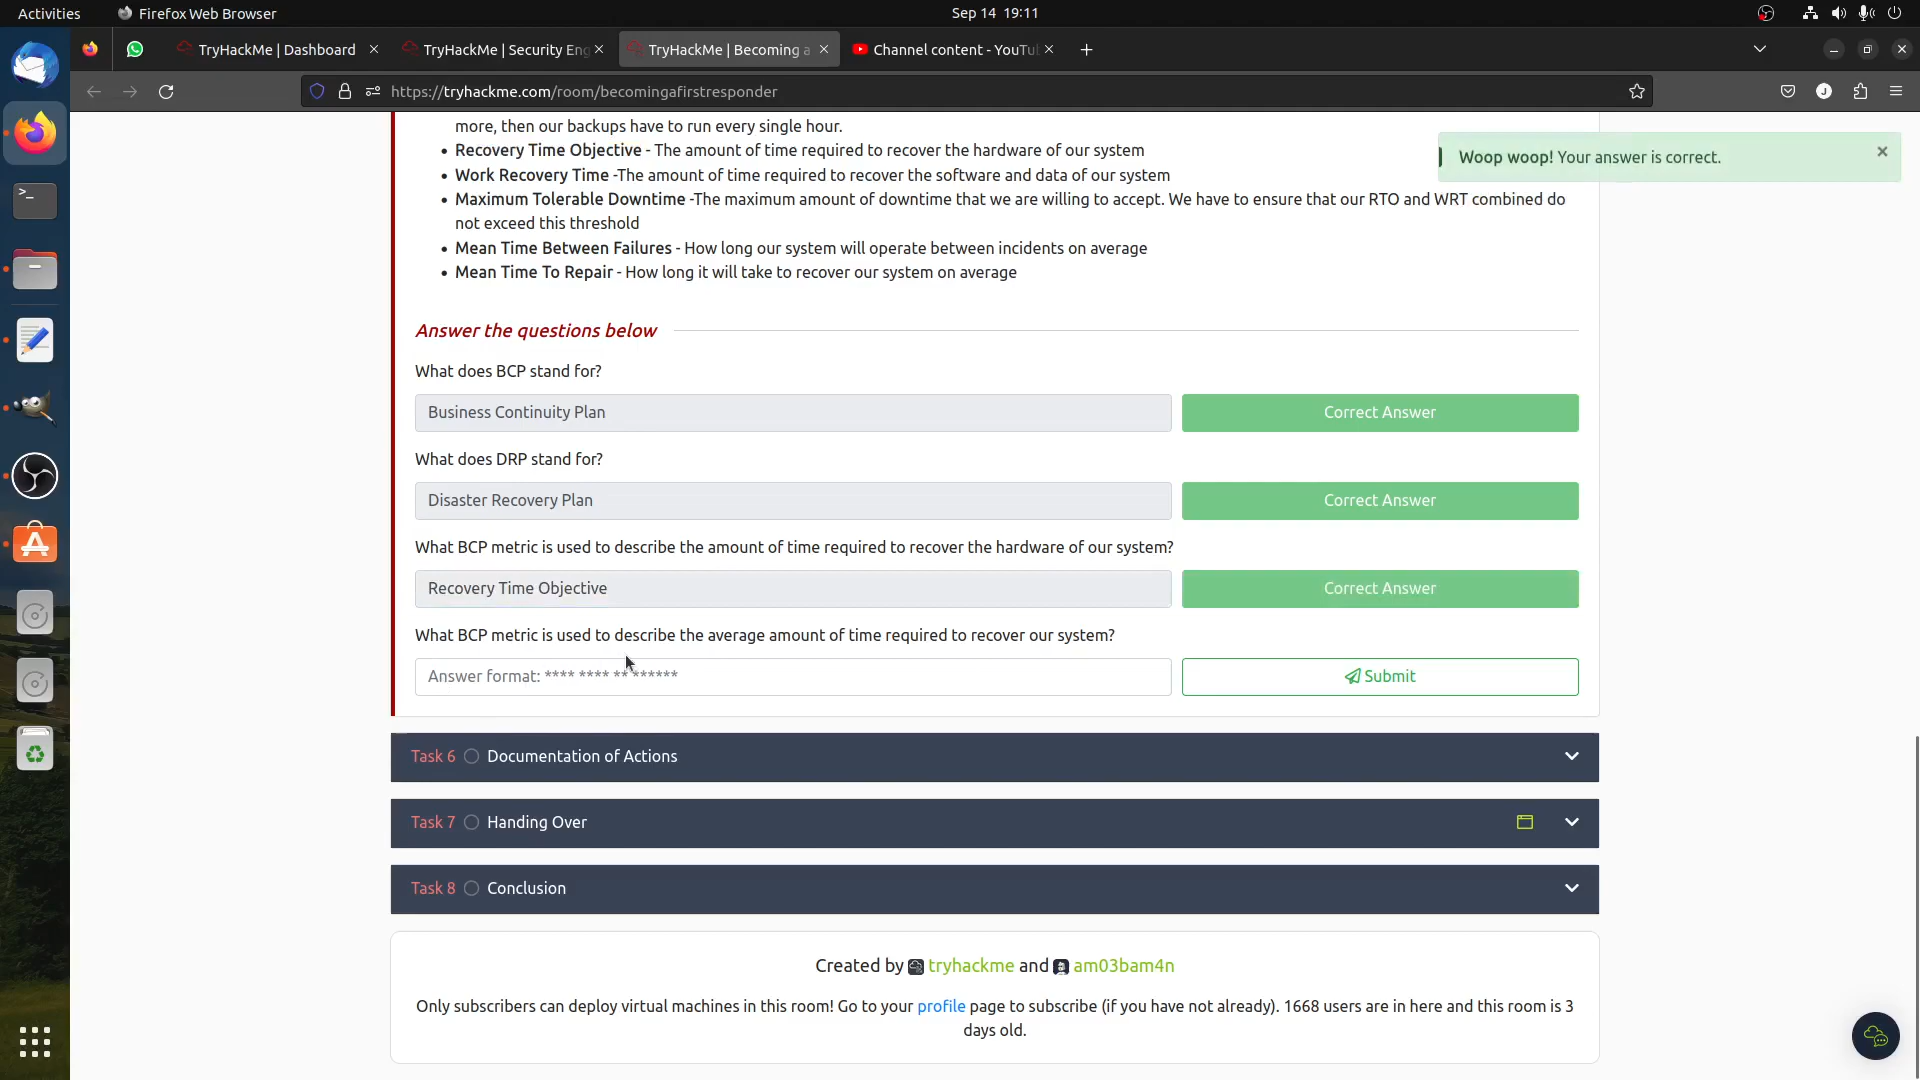 Activities
Firefox Web Browser
Sep 14 19:11
TryHackMe | Dashboard
TryHackMe | Security Eng
TryHackMe | Becoming a
Channel content - YouTu
https://tryhackme.com/room/becomingafirstresponder
J
more, then our backups have to run every single hour.
Woop woop! Your answer is correct.
• Recovery Time Objective - The amount of time required to recover the hardware of our system
• Work Recovery Time -The amount of time required to recover the software and data of our system
• Maximum Tolerable Downtime -The maximum amount of downtime that we are willing to accept. We have to ensure that our RTO and WRT combined do
not exceed this threshold
• Mean Time Between Failures - How long our system will operate between incidents on average
• Mean Time To Repair - How long it will take to recover our system on average
Answer the questions below
What does BCP stand for?
Business Continuity Plan
Correct Answer
What does DRP stand for?
Disaster Recovery Plan
Correct Answer
What BCP metric is used to describe the amount of time required to recover the hardware of our system?
Recovery Time Objective
Correct Answer
What BCP metric is used to describe the average amount of time required to recover our system?
Answer format: **** **** ** ******
Submit
Task 6 Documentation of Actions
Task 7 Handing Over
Task 8 Conclusion
Created by tryhackme and am03bam4n
Only subscribers can deploy virtual machines in this room! Go to your profile page to subscribe (if you have not already). 1668 users are in here and this room is 3
days old.